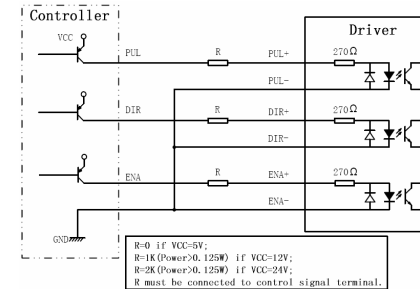 Controller
Driver
VCC
PUL
R
PUL+
270Ω
PUL-
DIR
R
DIR+
270Ω
DIR-
ENA
R
ENA+
270Ω
ENA-
GND
R=0 if VCC=5V;
R=1K(Power>0.125W) if VCC=12V;
R=2K(Power>0.125W) if VCC=24V;
R must be connected to control signal terminal.